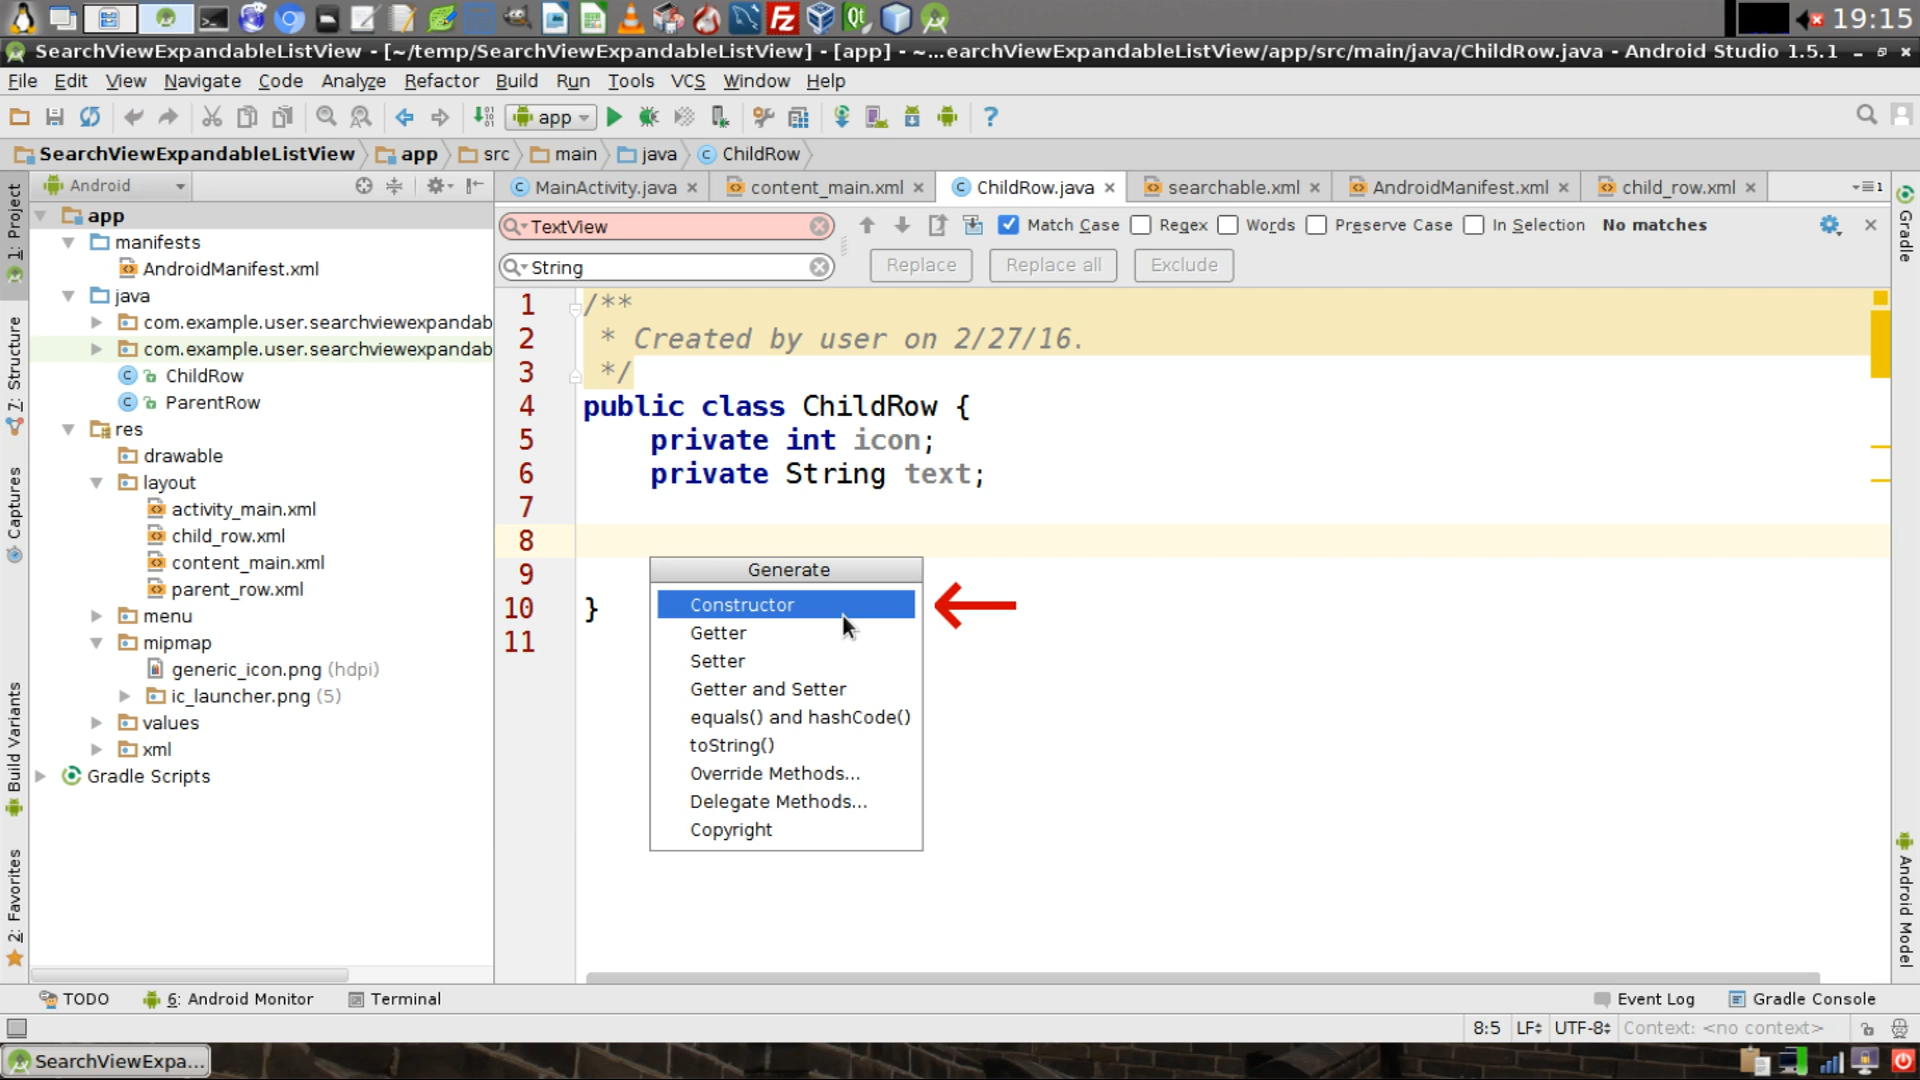 19:15
SearchViewExpandableListView - [~/temp/SearchViewExpandableListView] - [app] - ~...earchViewExpandableListView/app/src/main/java/ChildRow.java - Android Studio 1.5.1
File Edit View Navigate Code Analyze Refactor Build Run Tools VCS Window Help
app
SearchViewExpandableListView app src main java ChildRow
Android
MainActivity.java content_main.xml ChildRow.java searchable.xml AndroidManifest.xml child_row.xml
1
TextView
Match Case Regex Words Preserve Case In Selection No matches
String
Replace Replace all Exclude
1: Project
7: Structure
Captures
Build Variants
2: Favorites
app
manifests
AndroidManifest.xml
java
com.example.user.searchviewexpandab
com.example.user.searchviewexpandab
ChildRow
ParentRow
res
drawable
layout
activity_main.xml
child_row.xml
content_main.xml
parent_row.xml
menu
mipmap
generic_icon.png (hdpi)
ic_launcher.png (5)
values
xml
Gradle Scripts
1 /**
2 * Created by user on 2/27/16.
3 */
4 public class ChildRow {
5 private int icon;
6 private String text;
7
8
9
10 }
11
Generate
Constructor
Getter
Setter
Getter and Setter
equals() and hashCode()
toString()
Override Methods...
Delegate Methods...
Copyright
Gradle
Android Model
TODO 6: Android Monitor Terminal Event Log Gradle Console
8:5 LF UTF-8 Context: <no context>
SearchViewExpa...